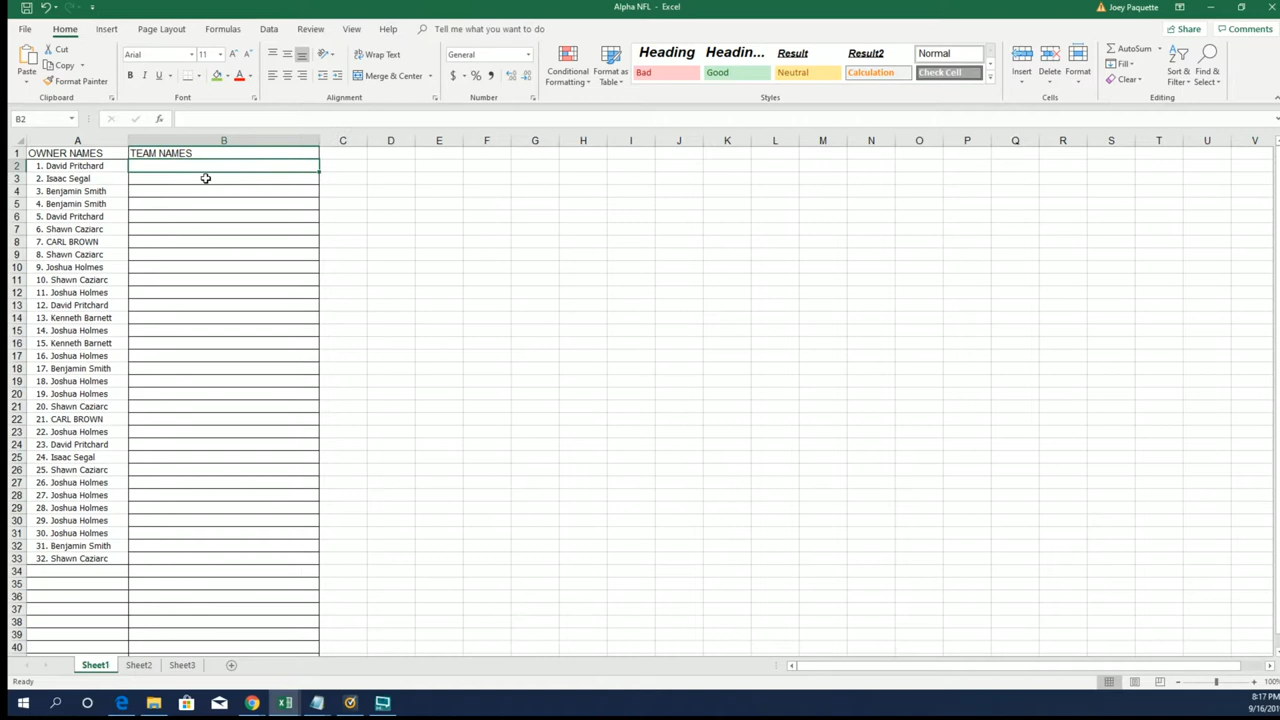 Alpha NFL - Excel
Joey Paquette
File Home Insert Page Layout Formulas Data Review View Help Tell me what you want to do Share Comments
Paste Cut Copy Format Painter Clipboard
Arial 11 B U A Font
Wrap Text Merge & Center Alignment
General $ % , Number
Conditional Formatting Format as Table
Heading Headin... Result Result2 Normal
Bad Good Neutral Calculation Check Cell
Styles
Insert Delete Format Cells
AutoSum Fill Clear Sort & Filter Find & Select Editing
B2 fx
A B C D E F G H I J K L M N O P Q R S T U V
1 OWNER NAMES TEAM NAMES
2 1. David Pritchard
3 2. Isaac Segal
4 3. Benjamin Smith
5 4. Benjamin Smith
6 5. David Pritchard
7 6. Shawn Caziarc
8 7. CARL BROWN
9 8. Shawn Caziarc
10 9. Joshua Holmes
11 10. Shawn Caziarc
12 11. Joshua Holmes
13 12. David Pritchard
14 13. Kenneth Barnett
15 14. Joshua Holmes
16 15. Kenneth Barnett
17 16. Joshua Holmes
18 17. Benjamin Smith
19 18. Joshua Holmes
20 19. Joshua Holmes
21 20. Shawn Caziarc
22 21. CARL BROWN
23 22. Joshua Holmes
24 23. David Pritchard
25 24. Isaac Segal
26 25. Shawn Caziarc
27 26. Joshua Holmes
28 27. Joshua Holmes
29 28. Joshua Holmes
30 29. Joshua Holmes
31 30. Joshua Holmes
32 31. Benjamin Smith
33 32. Shawn Caziarc
34
35
36
37
38
39
40
Sheet1 Sheet2 Sheet3
Ready 100%
8:17 PM
9/16/20